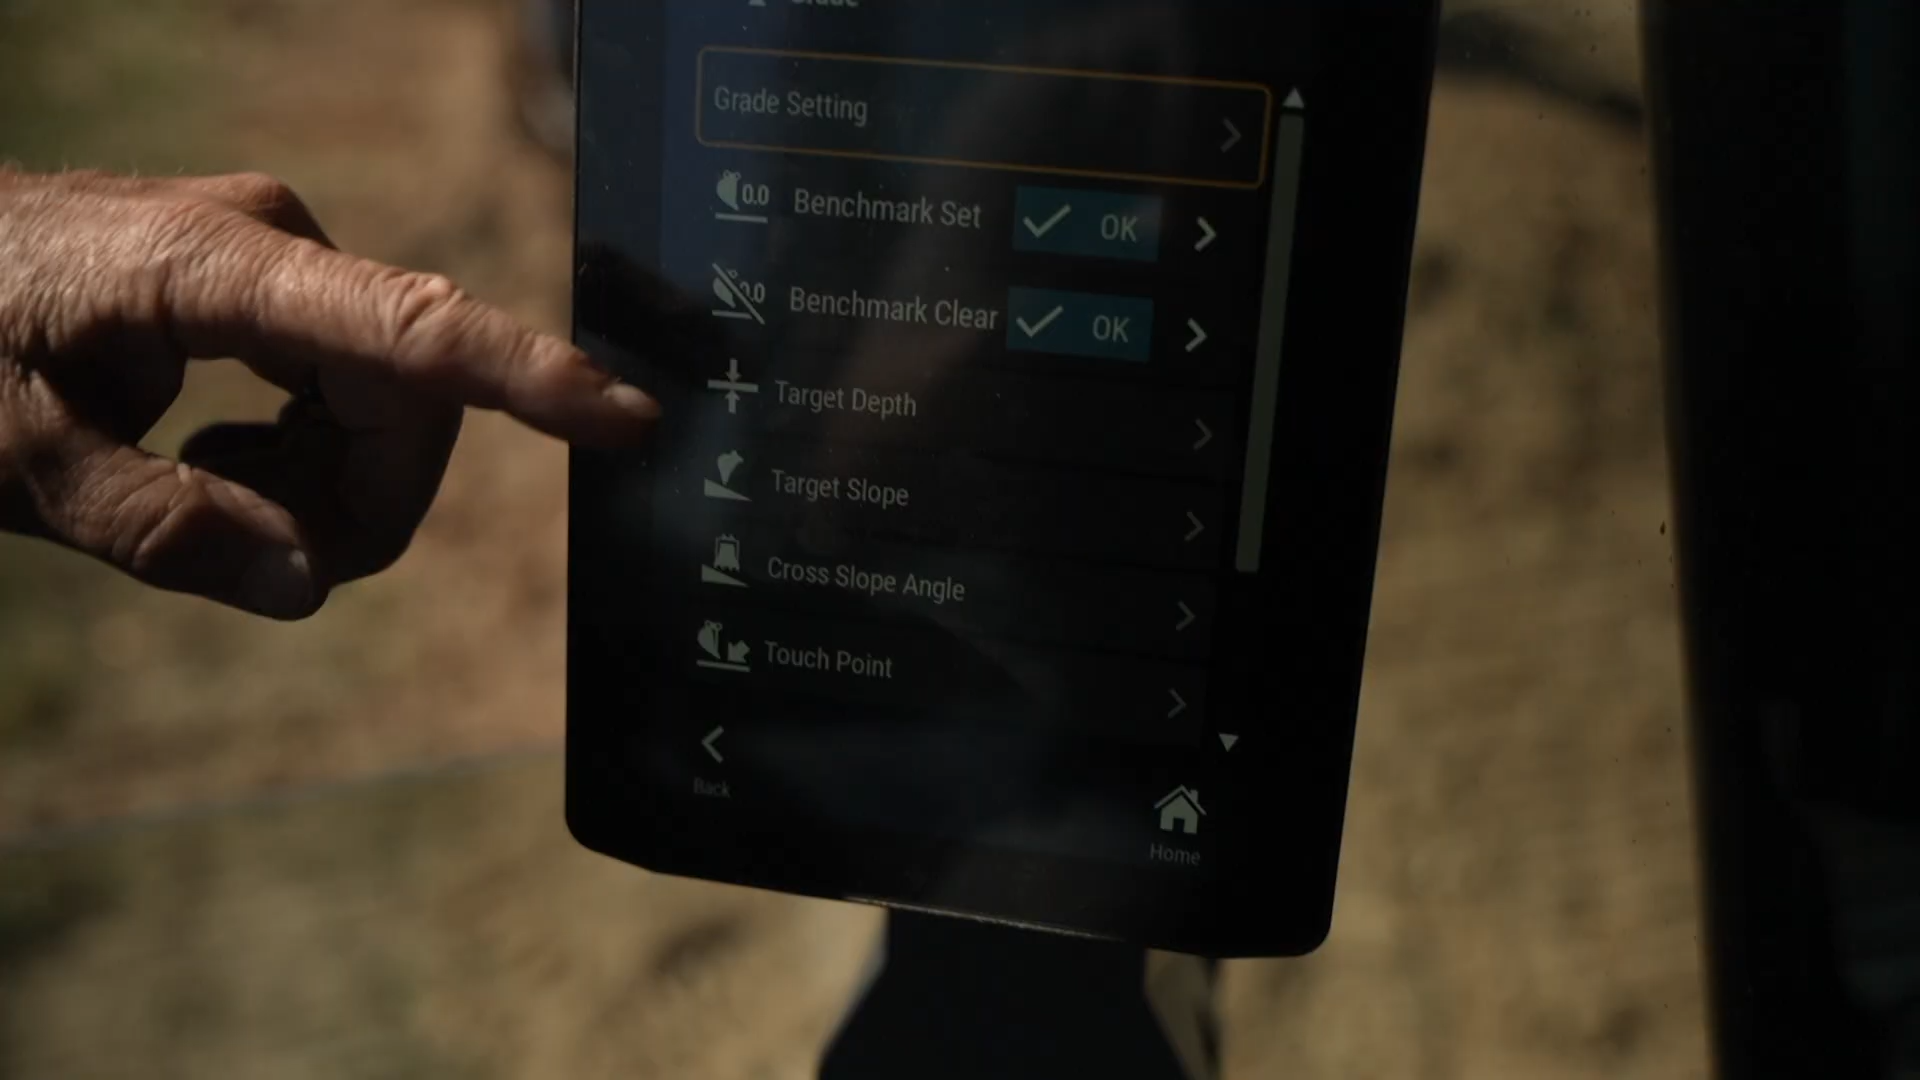 Grade
Grade Setting
0.0 Benchmark Set OK
0.0 Benchmark Clear OK
Target Depth
Target Slope
Cross Slope Angle
Touch Point
Back
Home